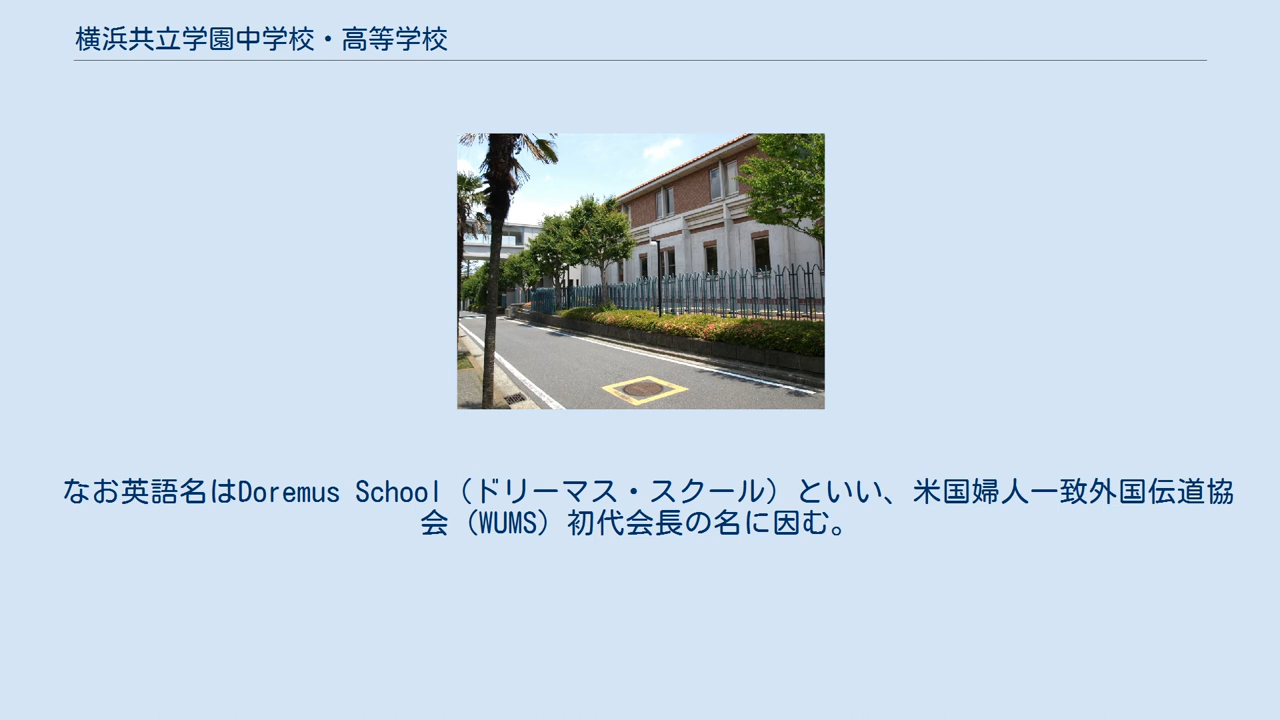 横浜共立学園中学校・高等学校
なお英語名はDoremus School（ドリーマス・スクール）といい、米国婦人一致外国伝道協
会（WUMS）初代会長の名に因む。